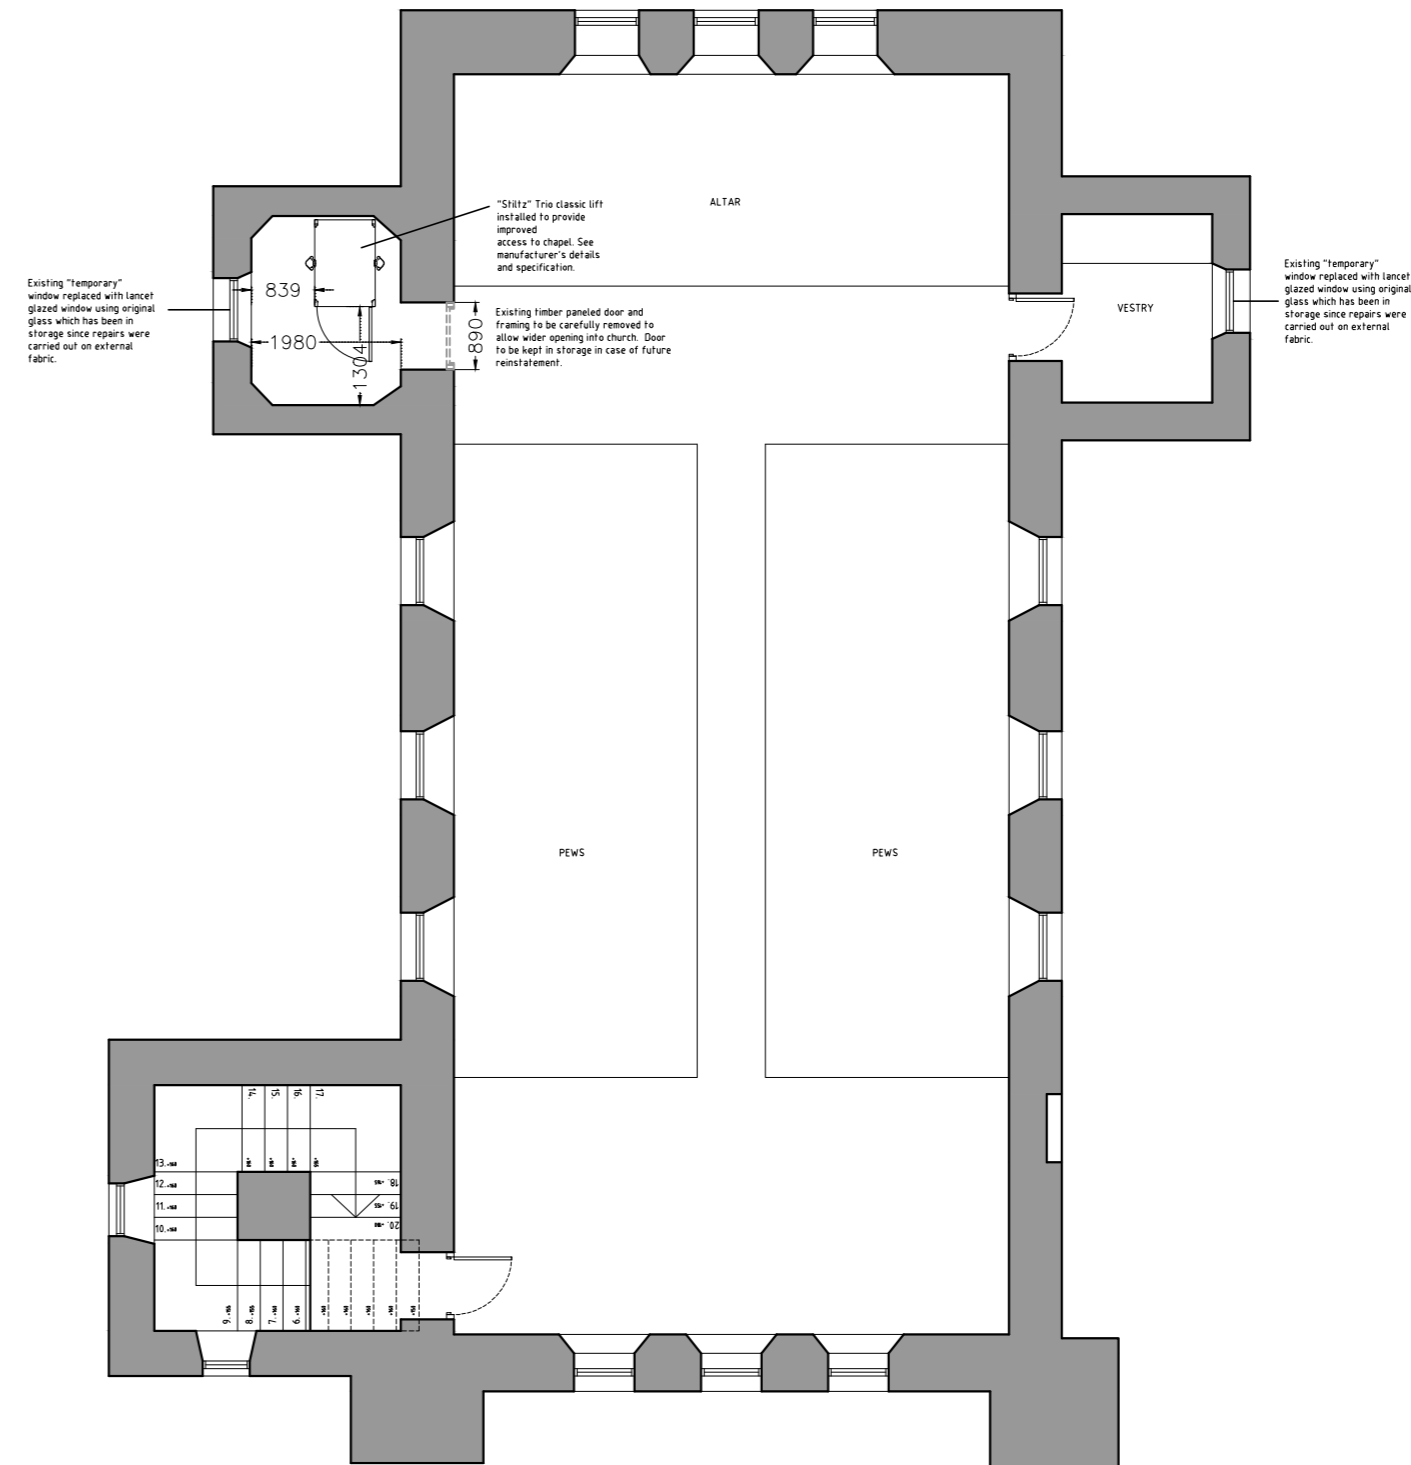 ALTAR
"Stiltz" Trio classic lift
installed to provide
improved
access to chapel. See
manufacturer's details
and specification.
Existing "temporary"
window replaced with lancet
glazed window using original
glass which has been in
storage since repairs were
carried out on external
fabric.
839
1980
1304
890
Existing timber paneled door and
framing to be carefully removed to
allow wider opening into church. Door
to be kept in storage in case of future
reinstatement.
VESTRY
Existing "temporary"
window replaced with lancet
glazed window using original
glass which has been in
storage since repairs were
carried out on external
fabric.
PEWS
PEWS
14.
15.
16.
17.
13.
12.
11.
10.
18.
19.
20.
9.
8.
7.
6.